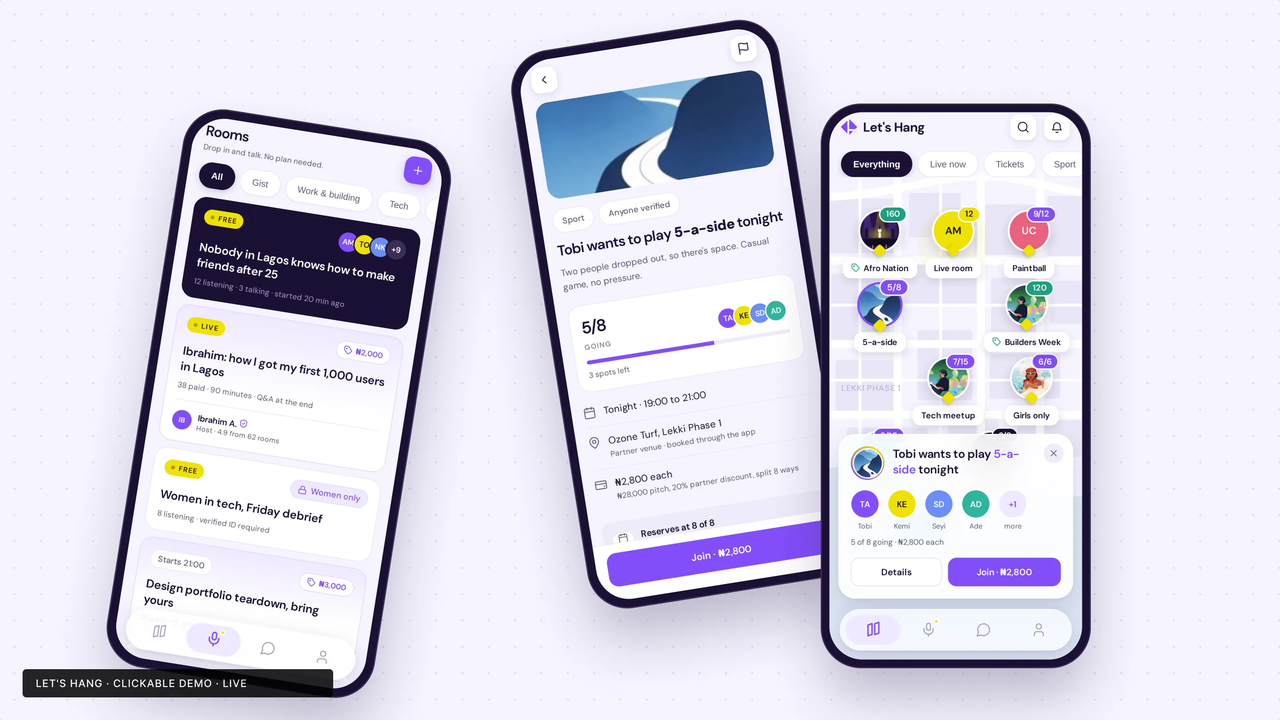 Rooms
Drop in and talk. No plan needed.
+
All
Gist
Work & building
Tech
FREE
AM
TO
NK
+9
Nobody in Lagos knows how to make
friends after 25
12 listening · 3 talking · started 20 min ago
LIVE
₦2,000
Ibrahim: how I got my first 1,000 users
in Lagos
38 paid · 90 minutes · Q&A at the end
IB
Ibrahim A.
Host · 4.9 from 62 rooms
FREE
Women only
Women in tech, Friday debrief
8 listening · verified ID required
Starts 21:00
₦3,000
Design portfolio teardown, bring
yours
LET'S HANG · CLICKABLE DEMO · LIVE
Sport
Anyone verified
Tobi wants to play 5-a-side tonight
Two people dropped out, so there's space. Casual
game, no pressure.
5/8
GOING
TA
KE
SD
AD
3 spots left
Tonight · 19:00 to 21:00
Ozone Turf, Lekki Phase 1
Partner venue · booked through the app
₦2,800 each
₦28,000 pitch, 20% partner discount, split 8 ways
Reserves at 8 of 8
Join · ₦2,800
Let's Hang
Everything
Live now
Tickets
Sport
160
Afro Nation
AM
12
Live room
UC
9/12
Paintball
5/8
5-a-side
120
Builders Week
LEKKI PHASE 1
7/15
Tech meetup
6/6
Girls only
Tobi wants to play 5-a-
side tonight
TA
KE
SD
AD
+1
Tobi
Kemi
Seyi
Ade
more
5 of 8 going · ₦2,800 each
Details
Join · ₦2,800